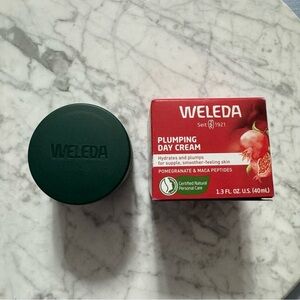 WELEDA
WELEDA
Seit 1921
PLUMPING
DAY CREAM
Hydrates and plumps
for supple, smoother-feeling skin
POMEGRANATE & MACA PEPTIDES
Certified Natural
Personal Care
1.3 FL. OZ. U.S. (40mL)